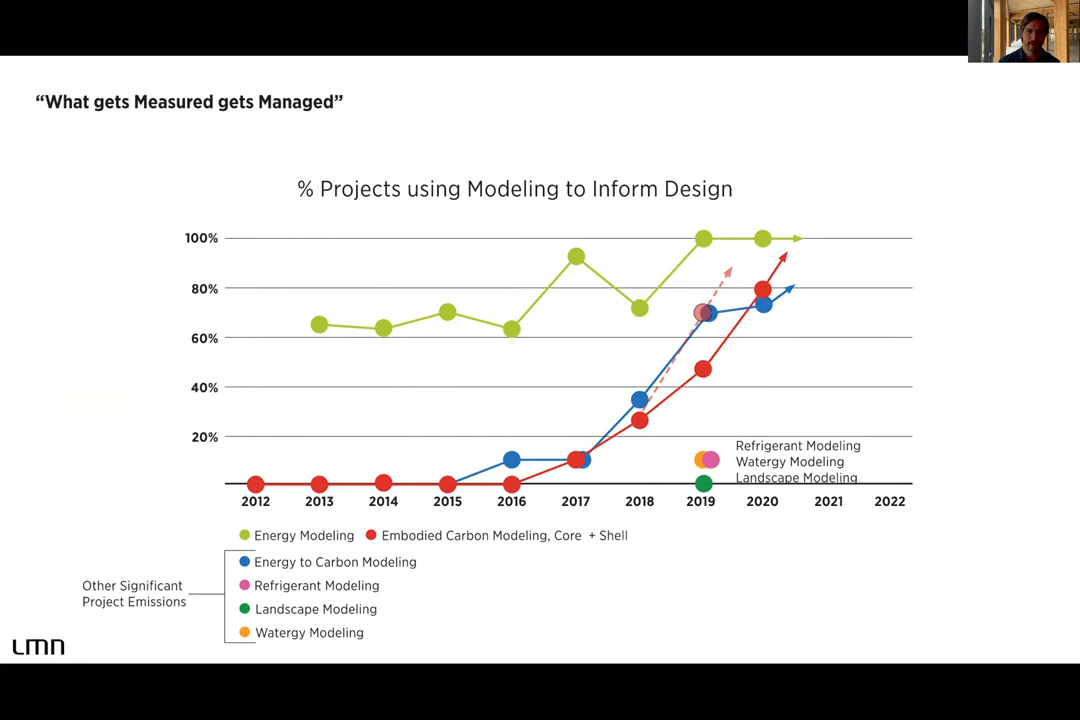 “What gets Measured gets Managed”
% Projects using Modeling to Inform Design
100%
80%
60%
40%
20%
Refrigerant Modeling
Watergy Modeling
Landscape Modeling
2012 2013 2014 2015 2016 2017 2018 2019 2020 2021 2022
Energy Modeling Embodied Carbon Modeling, Core + Shell
Energy to Carbon Modeling
Other Significant
Project Emissions
Refrigerant Modeling
Landscape Modeling
Watergy Modeling
LMN